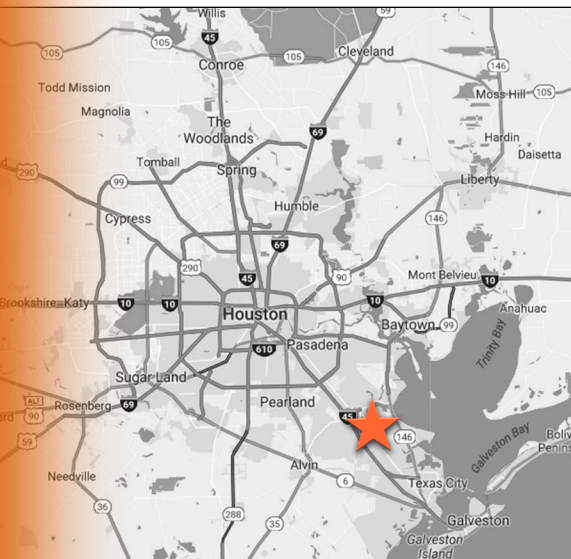 Willis
59
45
105
105
105
Cleveland
Conroe
146
Todd Mission
Moss Hill
105
Magnolia
The
Woodlands
69
Hardin
Daisetta
Tomball
290
Spring
99
Liberty
Humble
Cypress
146
69
290
45
90
Mont Belvieu
10
Brookshire
Katy
10
10
10
Anahuac
Houston
Baytown
99
Trinity Bay
610
Pasadena
Sugar Land
Pearland
ALT
90
Rosenberg
69
45
146
59
Galveston Bay
Alvin
Needville
6
Texas City
36
288
35
Galveston
Galveston
Island